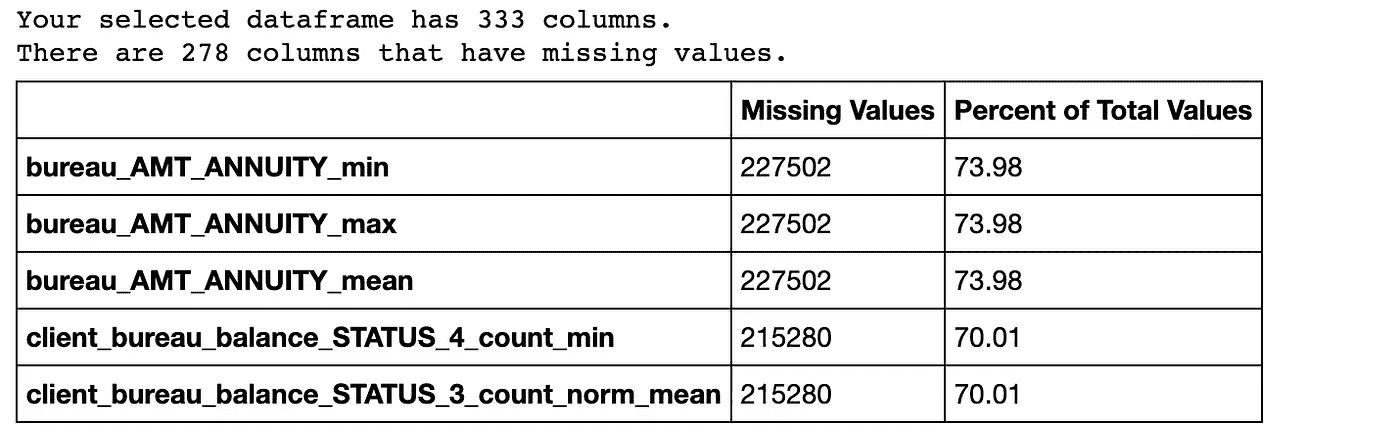 Your selected dataframe has 333 columns.
There are 278 columns that have missing values.
Missing Values Percent of Total Values
bureau_AMT_ANNUITY_min 227502 73.98
bureau_AMT_ANNUITY_max 227502 73.98
bureau_AMT_ANNUITY_mean 227502 73.98
client_bureau_balance_STATUS_4_count_min 215280 70.01
client_bureau_balance_STATUS_3_count_norm_mean 215280 70.01